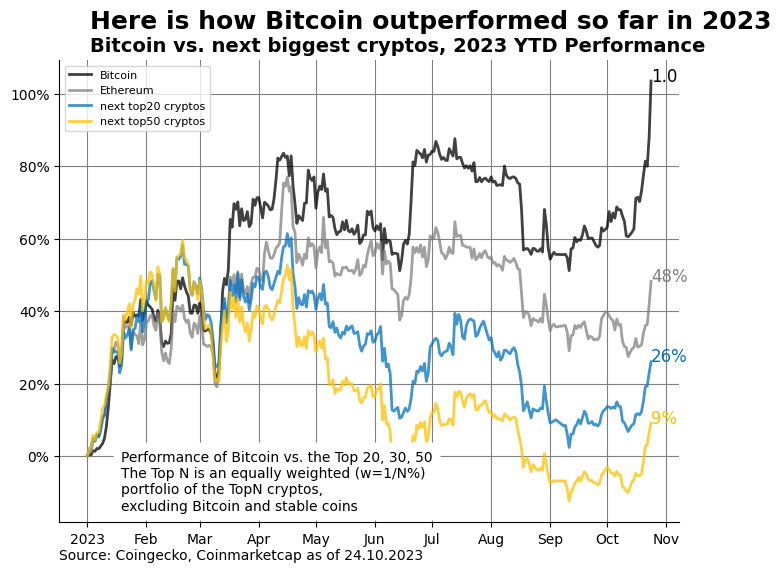 Here is how Bitcoin outperformed so far in 2023
Bitcoin vs. next biggest cryptos, 2023 YTD Performance
Bitcoin
Ethereum
next top20 cryptos
next top50 cryptos
1.0
48%
26%
9%
100%
80%
60%
40%
20%
0%
Performance of Bitcoin vs. the Top 20, 30, 50
The Top N is an equally weighted (w=1/N%)
portfolio of the TopN cryptos,
excluding Bitcoin and stable coins
2023 Feb Mar Apr May Jun Jul Aug Sep Oct Nov
Source: Coingecko, Coinmarketcap as of 24.10.2023